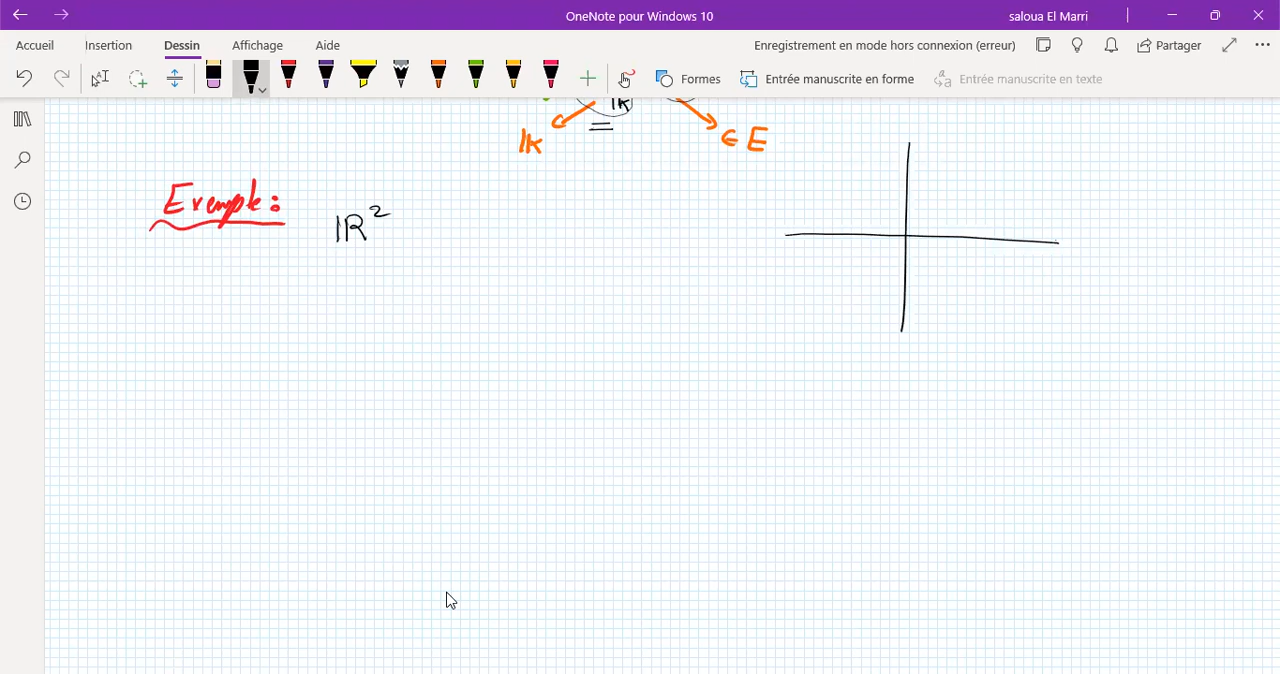 OneNote pour Windows 10
saloua El Marri
Accueil Insertion Dessin Affichage Aide
Enregistrement en mode hors connexion (erreur) Partager
Formes Entrée manuscrite en forme Entrée manuscrite en texte
a
a
IK
IK
∈ E
Exemple:
IR²